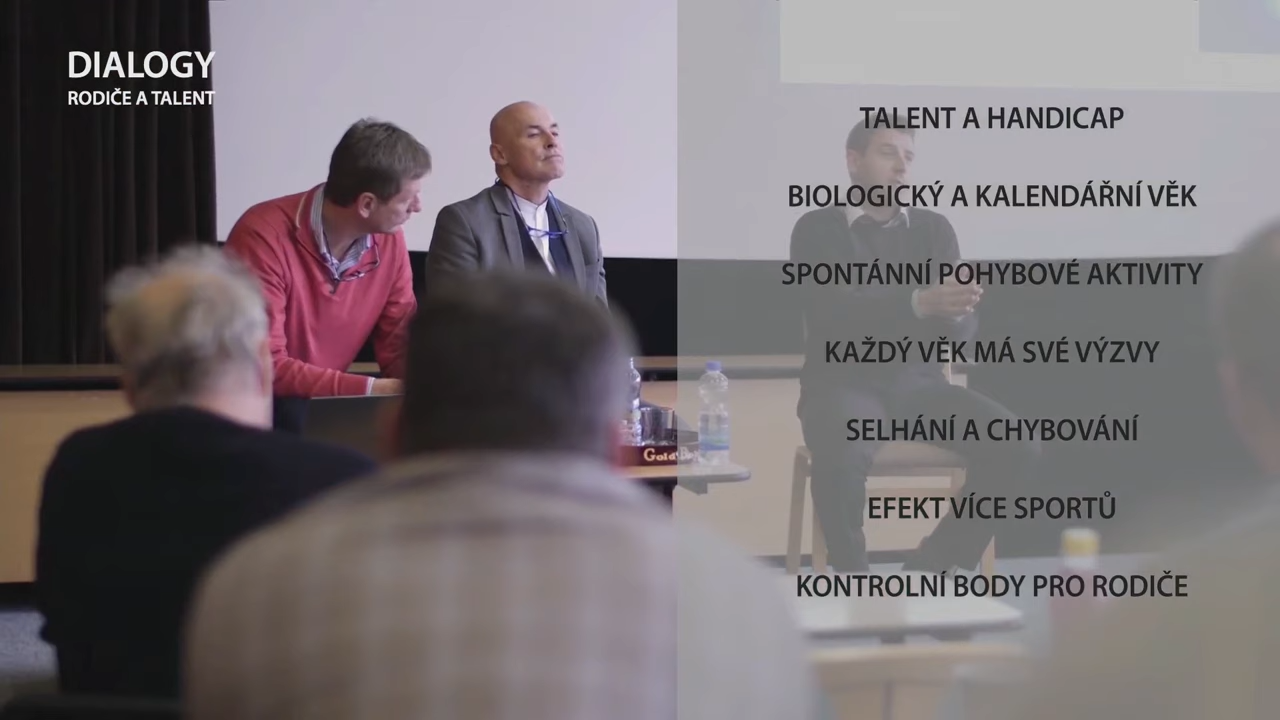 DIALOGY
RODIČE A TALENT
TALENT A HANDICAP
BIOLOGICKÝ A KALENDÁŘNÍ VĚK
SPONTÁNNÍ POHYBOVÉ AKTIVITY
KAŽDÝ VĚK MÁ SVÉ VÝZVY
SELHÁNÍ A CHYBOVÁNÍ
EFEKT VÍCE SPORTŮ
KONTROLNÍ BODY PRO RODIČE